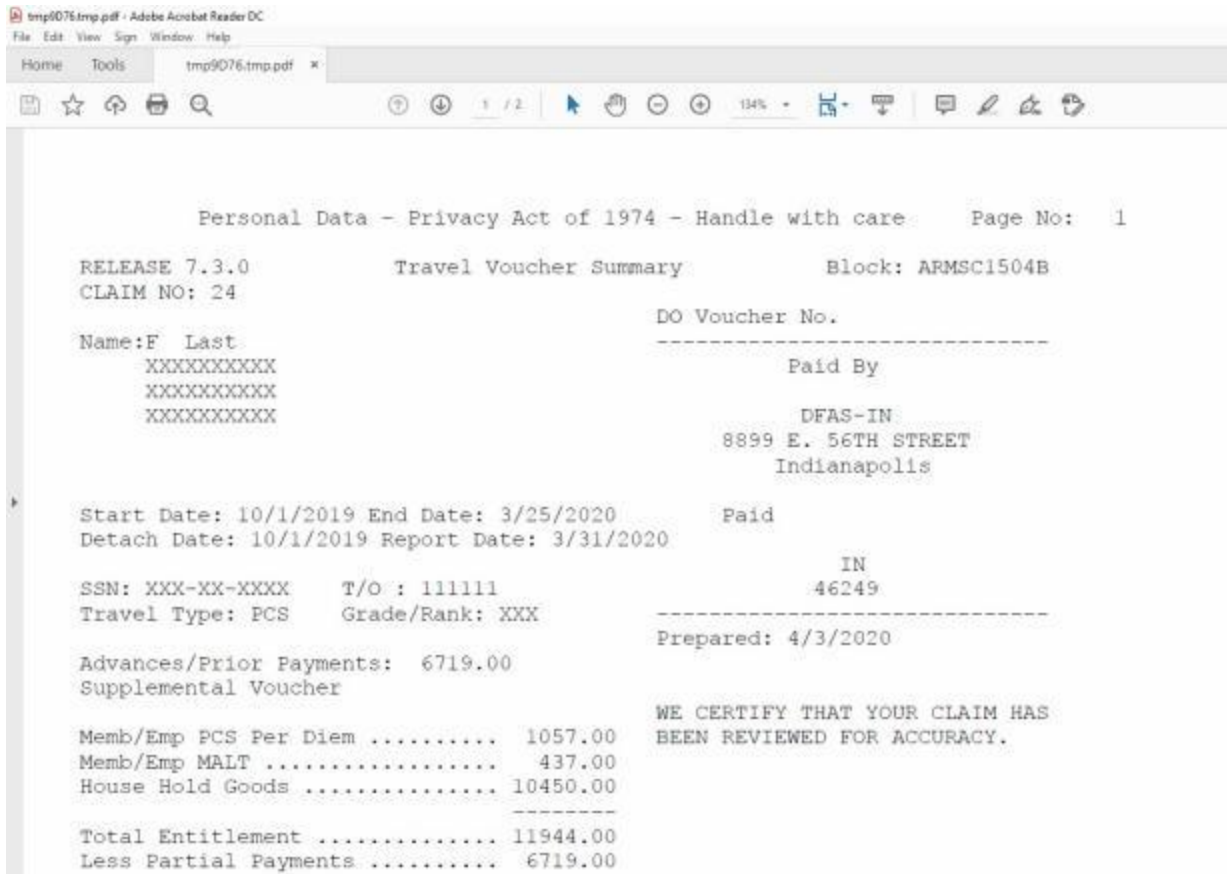 tmp9D76.tmp.pdf - Adobe Acrobat Reader DC
File Edit View Sign Window Help
Home Tools tmp9D76.tmp.pdf ×
1 / 2 134%
Personal Data - Privacy Act of 1974 - Handle with care Page No: 1
RELEASE 7.3.0 Travel Voucher Summary Block: ARMSC1504B
CLAIM NO: 24
DO Voucher No.
Name:F Last ------------------------------
XXXXXXXXXX Paid By
XXXXXXXXXX
XXXXXXXXXX DFAS-IN
8899 E. 56TH STREET
Indianapolis
Start Date: 10/1/2019 End Date: 3/25/2020 Paid
Detach Date: 10/1/2019 Report Date: 3/31/2020
IN
SSN: XXX-XX-XXXX T/O : 111111 46249
Travel Type: PCS Grade/Rank: XXX ------------------------------
Prepared: 4/3/2020
Advances/Prior Payments: 6719.00
Supplemental Voucher
WE CERTIFY THAT YOUR CLAIM HAS
Memb/Emp PCS Per Diem .......... 1057.00 BEEN REVIEWED FOR ACCURACY.
Memb/Emp MALT .................. 437.00
House Hold Goods ............... 10450.00
--------
Total Entitlement .............. 11944.00
Less Partial Payments .......... 6719.00